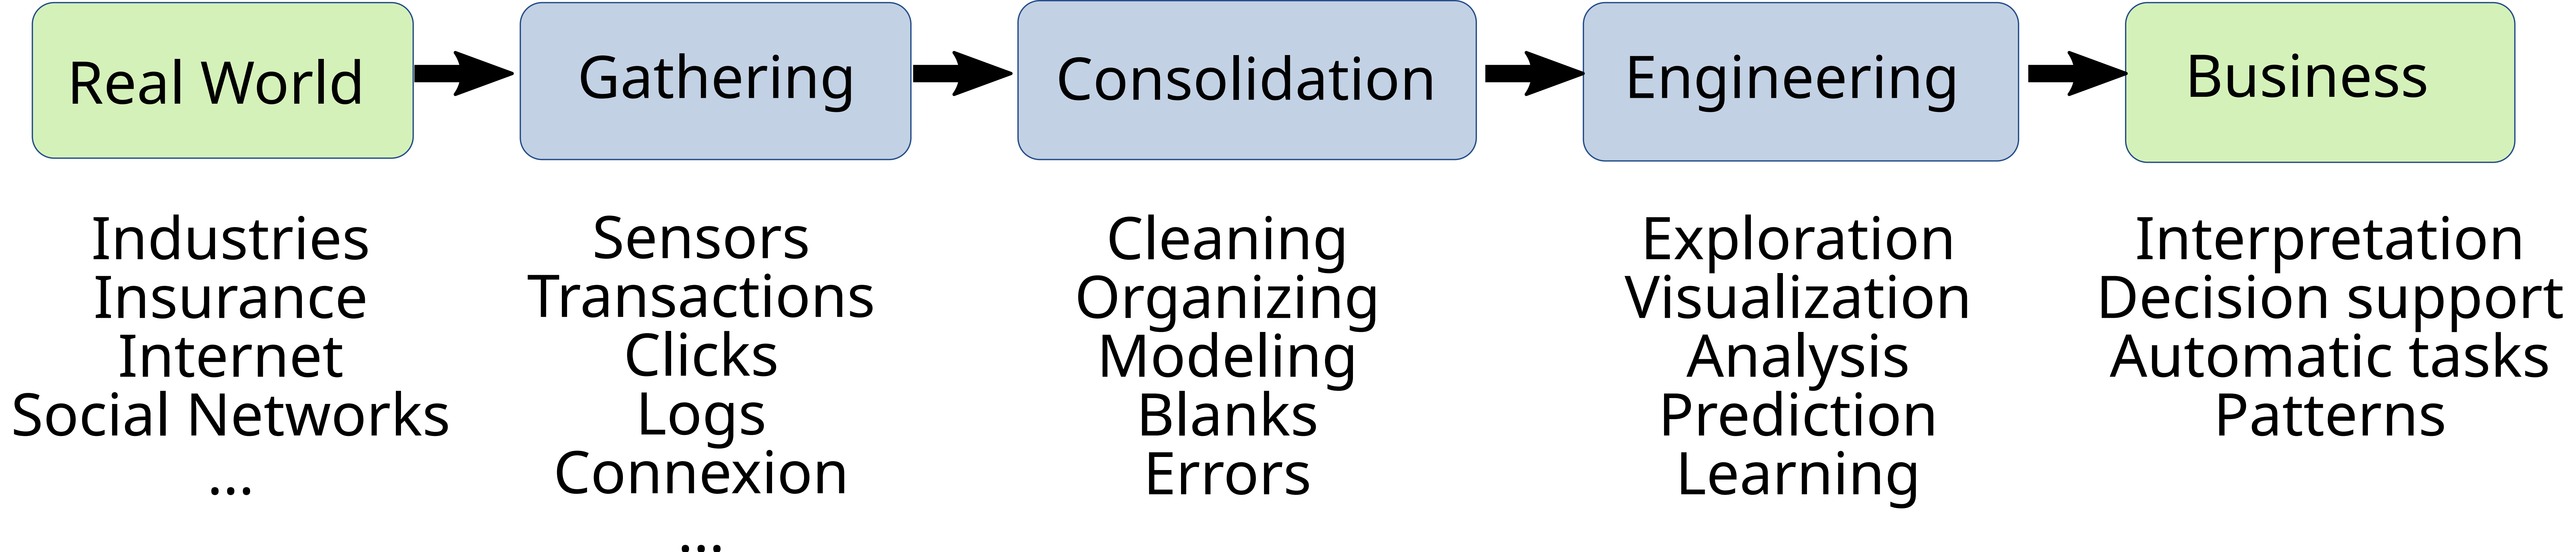 Real World
Gathering
Consolidation
Engineering
Business
Industries
Insurance
Internet
Social Networks
...
Sensors
Transactions
Clicks
Logs
Connexion
...
Cleaning
Organizing
Modeling
Blanks
Errors
Exploration
Visualization
Analysis
Prediction
Learning
Interpretation
Decision support
Automatic tasks
Patterns